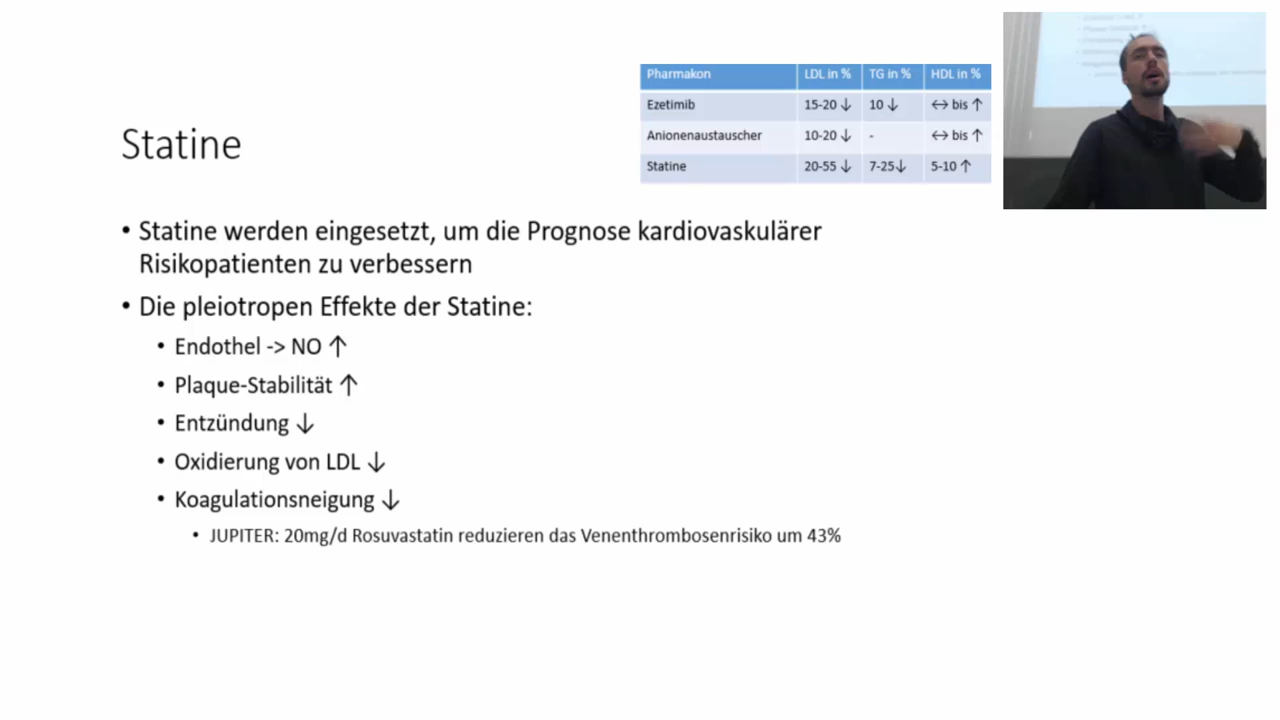 Pharmakon LDL in % TG in % HDL in %
Ezetimib 15-20 ↓ 10 ↓ ↔ bis ↑
Anionenaustauscher 10-20 ↓ - ↔ bis ↑
Statine 20-55 ↓ 7-25↓ 5-10 ↑
Statine
• Statine werden eingesetzt, um die Prognose kardiovaskulärer
Risikopatienten zu verbessern
• Die pleiotropen Effekte der Statine:
• Endothel -> NO ↑
• Plaque-Stabilität ↑
• Entzündung ↓
• Oxidierung von LDL ↓
• Koagulationsneigung ↓
• JUPITER: 20mg/d Rosuvastatin reduzieren das Venenthrombosenrisiko um 43%